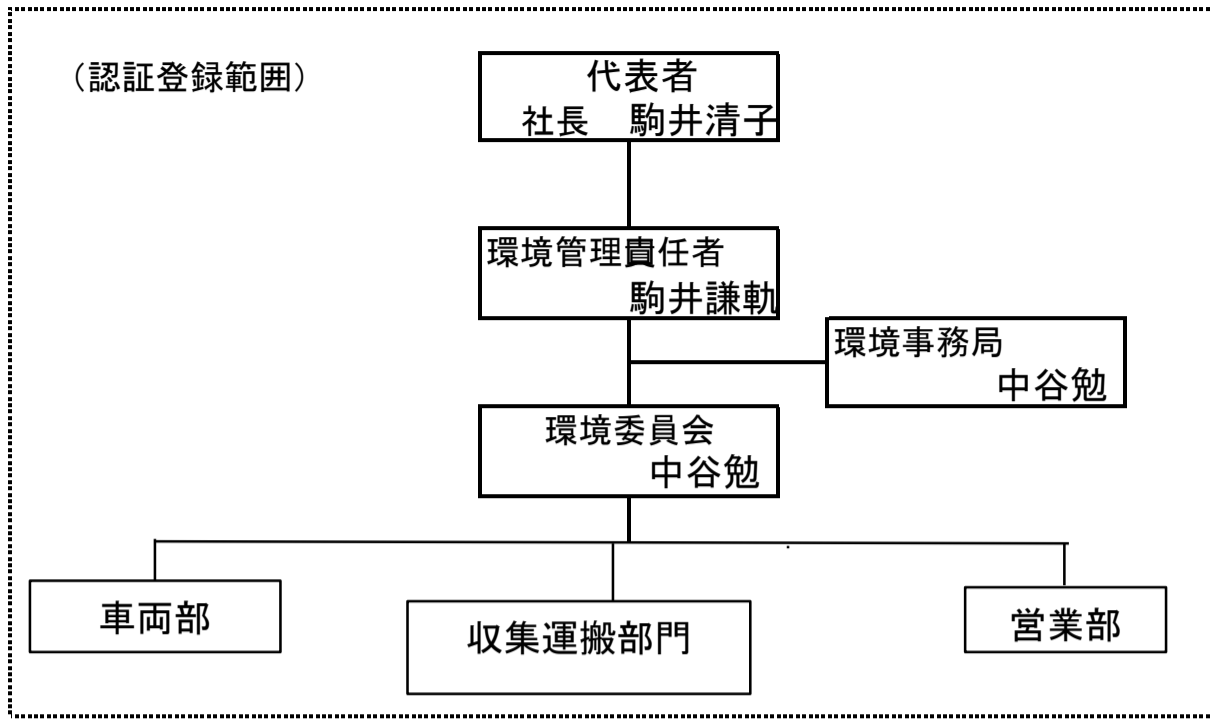 （認証登録範囲）
代表者
社長　駒井清子
環境管理責任者
駒井謙軌
環境事務局
中谷勉
環境委員会
中谷勉
車両部
収集運搬部門
営業部